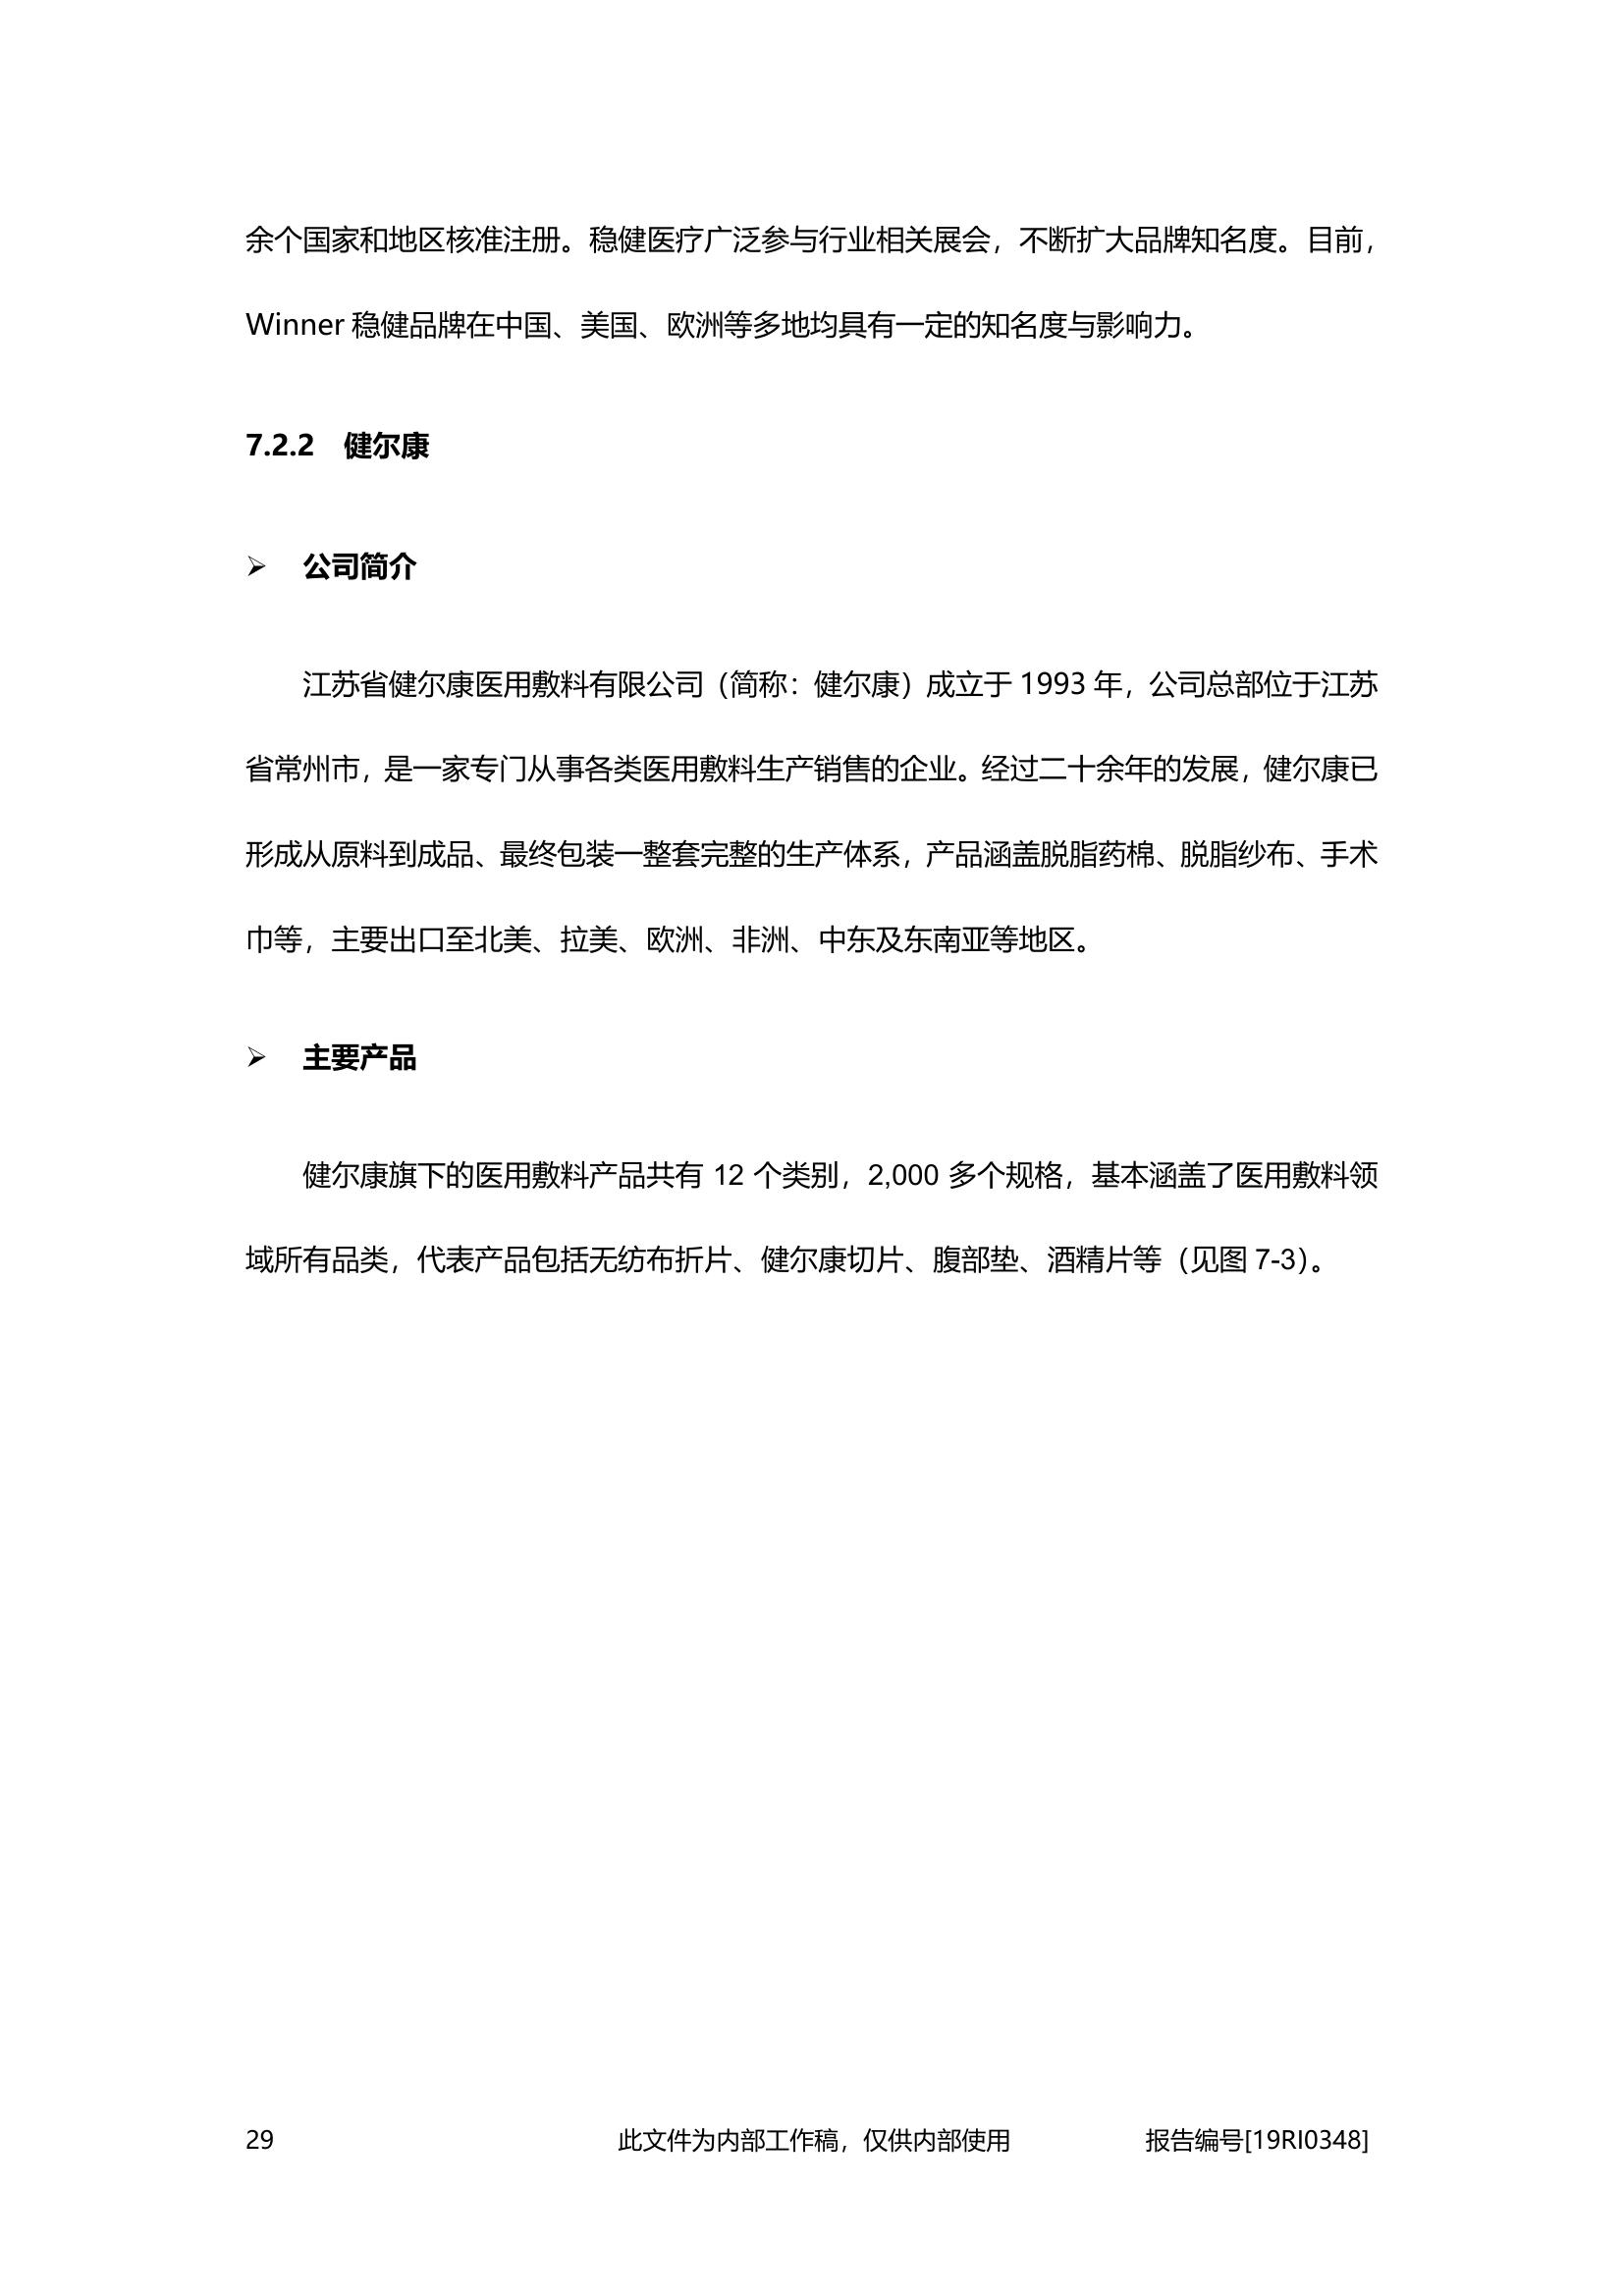 余个国家和地区核准注册。稳健医疗广泛参与行业相关展会，不断扩大品牌知名度。目前，
Winner 稳健品牌在中国、美国、欧洲等多地均具有一定的知名度与影响力。
7.2.2 健尔康
➢ 公司简介
江苏省健尔康医用敷料有限公司（简称：健尔康）成立于 1993 年，公司总部位于江苏
省常州市，是一家专门从事各类医用敷料生产销售的企业。经过二十余年的发展，健尔康已
形成从原料到成品、最终包装一整套完整的生产体系，产品涵盖脱脂药棉、脱脂纱布、手术
巾等，主要出口至北美、拉美、欧洲、非洲、中东及东南亚等地区。
➢ 主要产品
健尔康旗下的医用敷料产品共有 12 个类别，2,000 多个规格，基本涵盖了医用敷料领
域所有品类，代表产品包括无纺布折片、健尔康切片、腹部垫、酒精片等（见图 7-3）。
29 此文件为内部工作稿，仅供内部使用 报告编号[19RI0348]